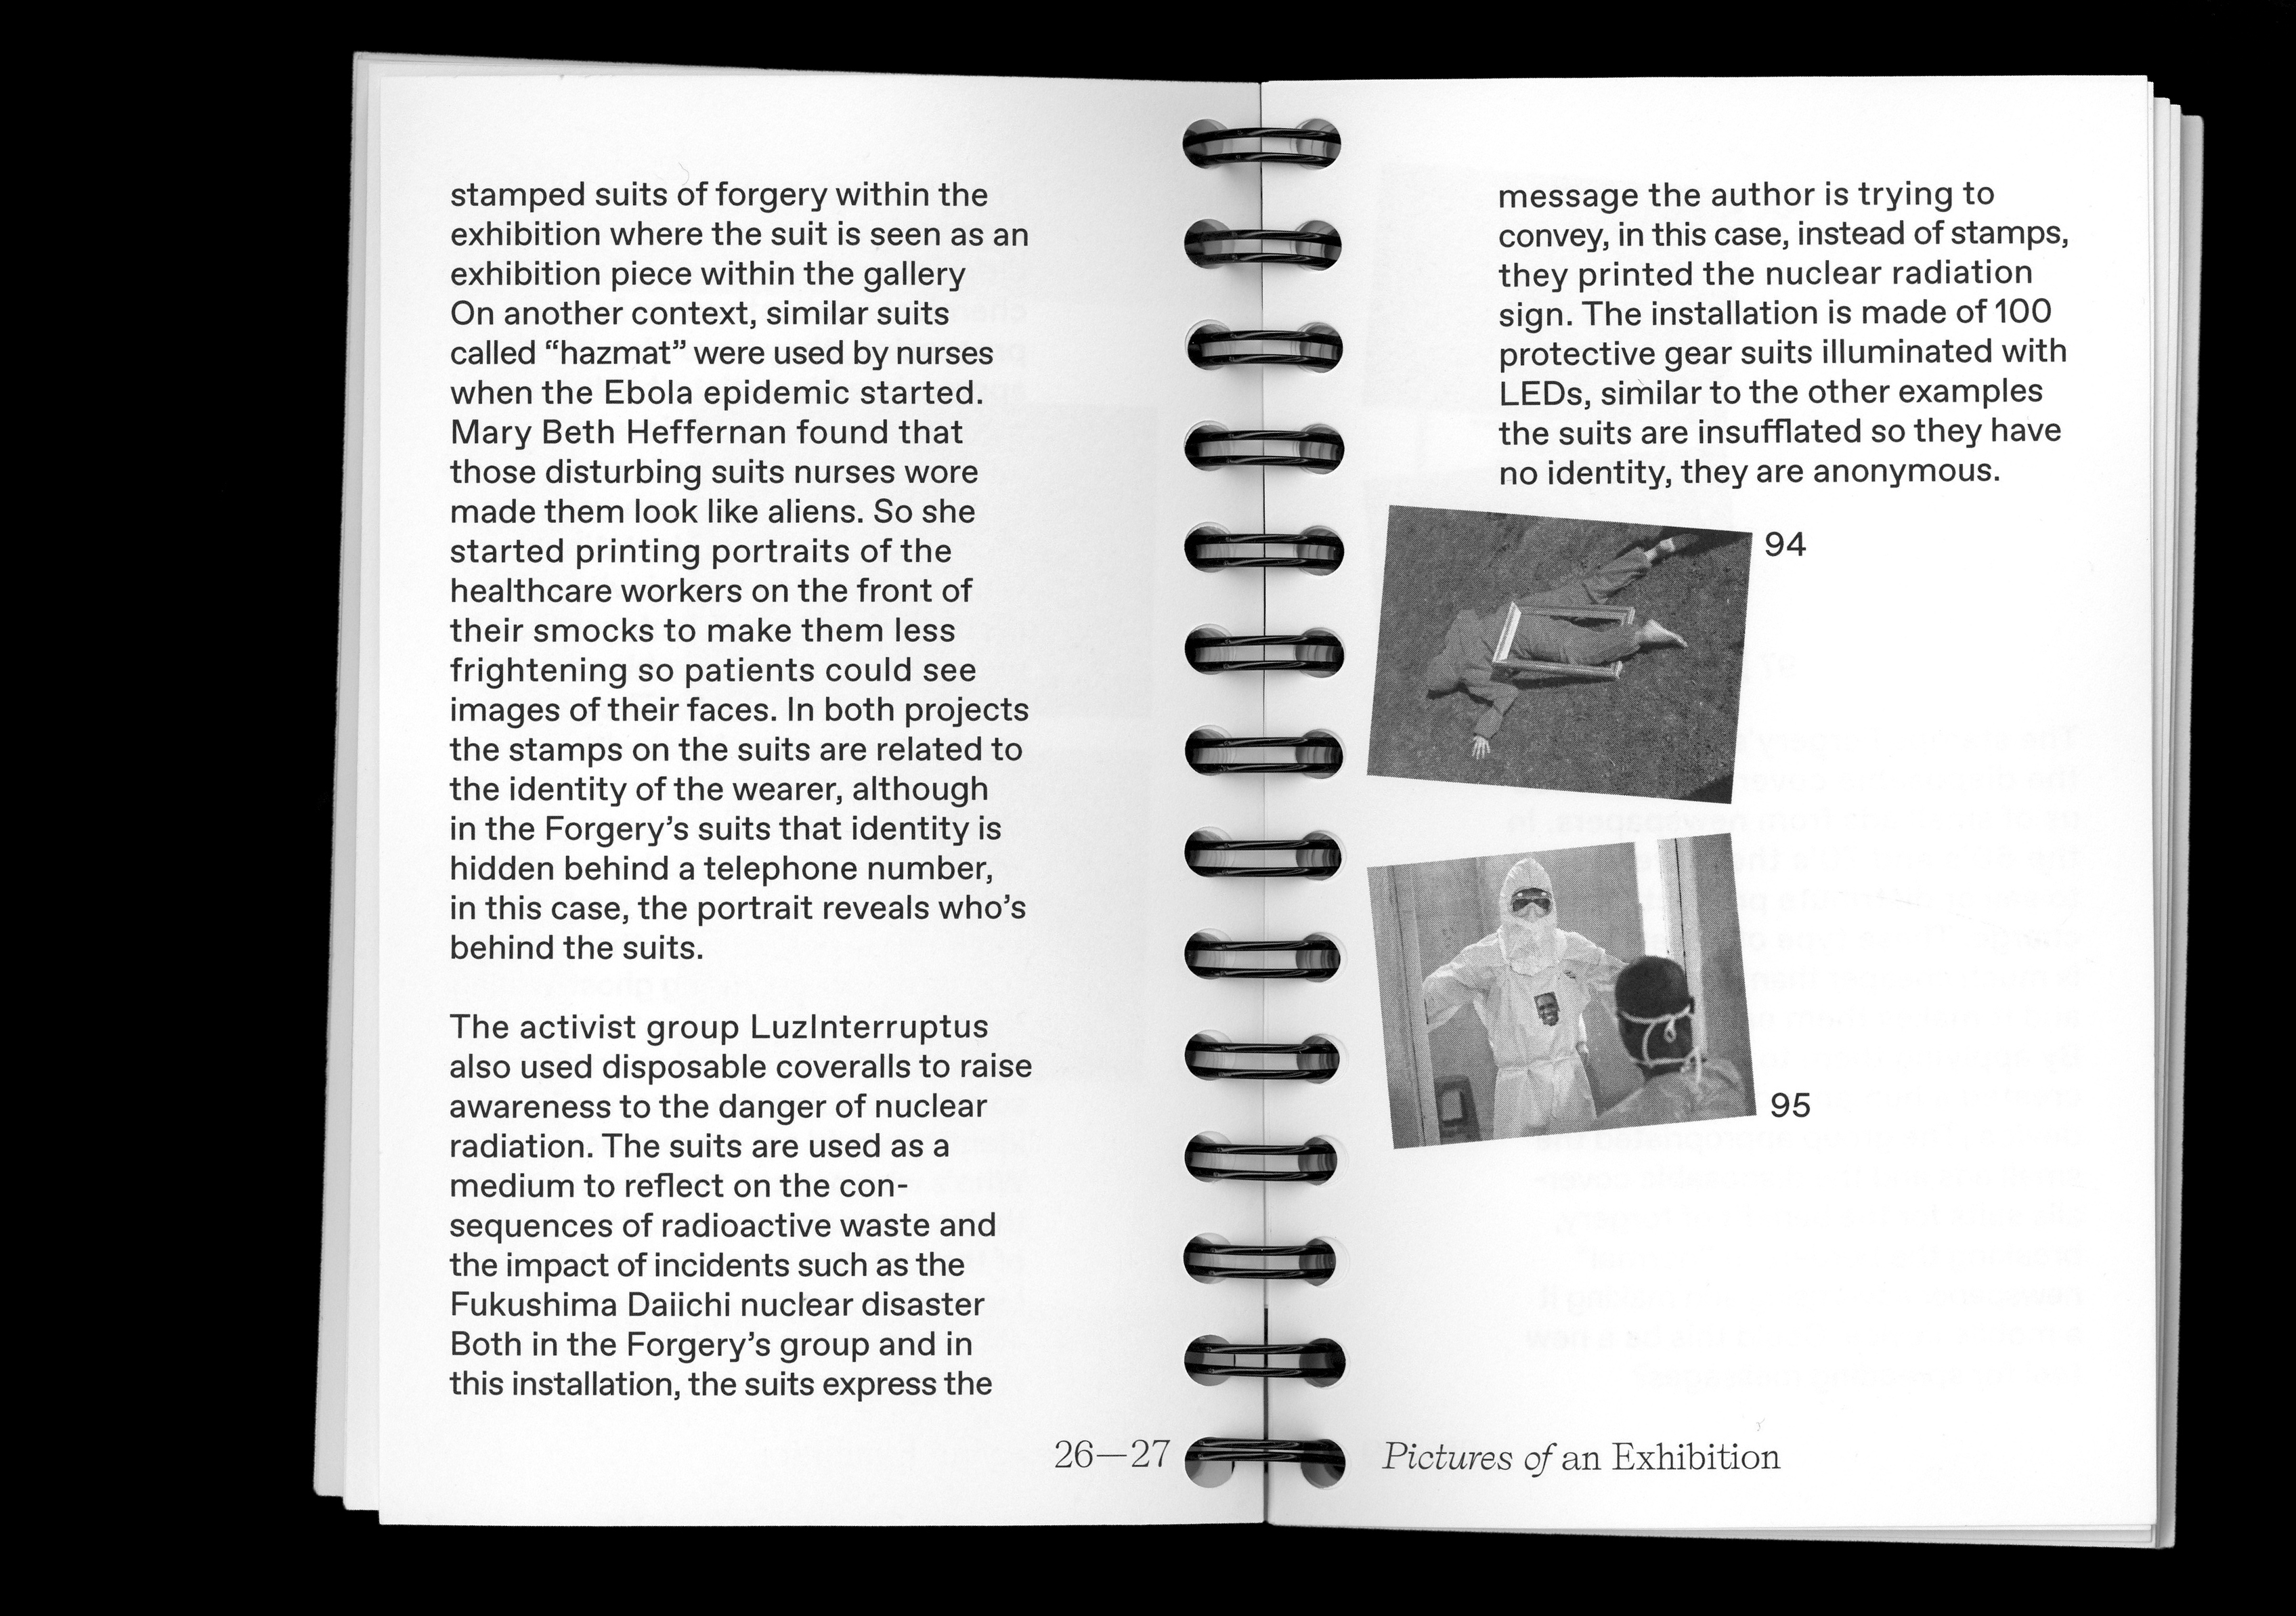 stamped suits of forgery within the
exhibition where the suit is seen as an
exhibition piece within the gallery
On another context, similar suits
called “hazmat” were used by nurses
when the Ebola epidemic started.
Mary Beth Heffernan found that
those disturbing suits nurses wore
made them look like aliens. So she
started printing portraits of the
healthcare workers on the front of
their smocks to make them less
frightening so patients could see
images of their faces. In both projects
the stamps on the suits are related to
the identity of the wearer, although
in the Forgery’s suits that identity is
hidden behind a telephone number,
in this case, the portrait reveals who’s
behind the suits.
The activist group LuzInterruptus
also used disposable coveralls to raise
awareness to the danger of nuclear
radiation. The suits are used as a
medium to reflect on the con-
sequences of radioactive waste and
the impact of incidents such as the
Fukushima Daiichi nuclear disaster
Both in the Forgery’s group and in
this installation, the suits express the
26—27
message the author is trying to
convey, in this case, instead of stamps,
they printed the nuclear radiation
sign. The installation is made of 100
protective gear suits illuminated with
LEDs, similar to the other examples
the suits are insufflated so they have
no identity, they are anonymous.
94
95
Pictures of an Exhibition